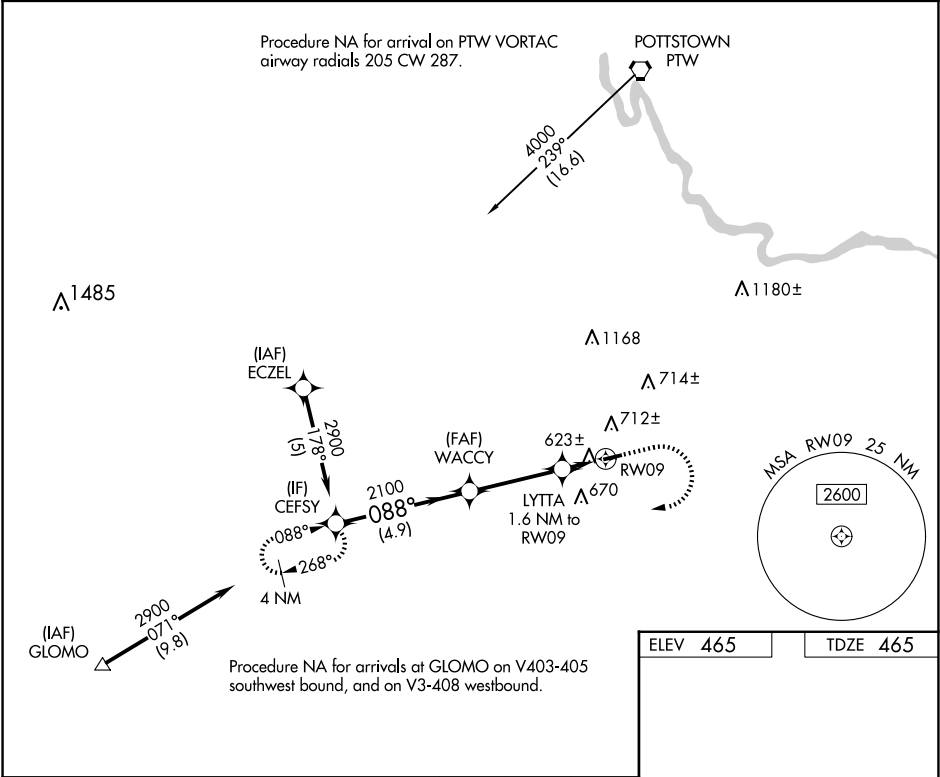 Procedure NA for arrival on PTW VORTAC
airway radials 205 CW 287.
POTTSTOWN
PTW
4000
239°
(16.6)
1485
1180±
1168
714±
712±
(IAF)
ECZEL
2900
178°
(5)
(FAF)
WACCY
623±
RW09
670
LYTTA
1.6 NM to
RW09
(IF)
CEFSY
2100
088°
(4.9)
088°
268°
4 NM
MSA RW09 25 NM
2600
(IAF)
GLOMO
2900
071°
(9.8)
Procedure NA for arrivals at GLOMO on V403-405
southwest bound, and on V3-408 westbound.
ELEV 465
TDZE 465